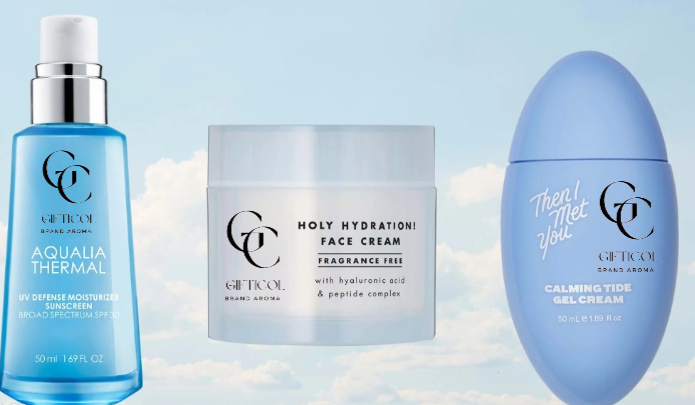 GC
GIFTICOL
BRAND AROMA
AQUALIA
THERMAL
UV DEFENSE MOISTURIZER
SUNSCREEN
BROAD SPECTRUM SPF 30
50 ml 1.69 FL OZ
GC
GIFTICOL
BRAND AROMA
HOLY HYDRATION!
FACE CREAM
FRAGRANCE FREE
with hyaluronic acid
& peptide complex
Then I
Met
You
GC
GIFTICOL
BRAND AROMA
CALMING TIDE
GEL CREAM
50 mL e 1.69 fl oz